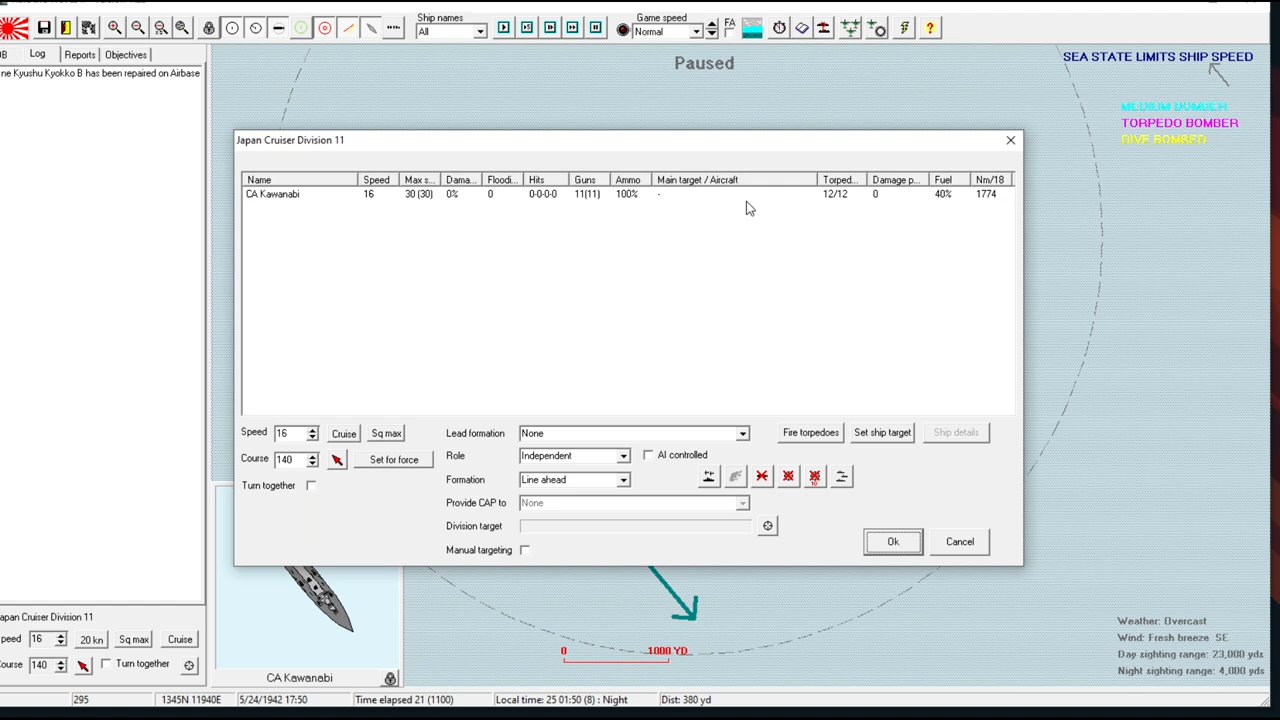 Ship names
All
Game speed
Normal
FA
Log
Reports
Objectives
Kyushu Kyokko B has been repaired on Airbase
Paused
SEA STATE LIMITS SHIP SPEED
MEDIUM BOMBER
TORPEDO BOMBER
DIVE BOMBED
Japan Cruiser Division 11
Name Speed Max s... Dama... Floodi... Hits Guns Ammo Main target / Aircraft Torped... Damage p... Fuel Nm/18
CA Kawanabi 16 30 (30) 0% 0 0-0-0-0 11(11) 100% - 12/12 0 40% 1774
Speed 16 Cruise Sq max
Course 140 Set for force
Turn together
Lead formation None
Role Independent AI controlled
Formation Line ahead
Provide CAP to None
Division target
Manual targeting
Fire torpedoes Set ship target Ship details
10
Ok Cancel
Cruiser Division 11
16 20 kn Sq max Cruise
140 Turn together
CA Kawanabi
0 1000 YD
Weather: Overcast
Wind: Fresh breeze SE
Day sighting range: 23,000 yds
Night sighting range: 4,000 yds
295 1345N 11940E 5/24/1942 17:50 Time elapsed 21 (1100) Local time: 25 01:50 (8) : Night Dist: 380 yd